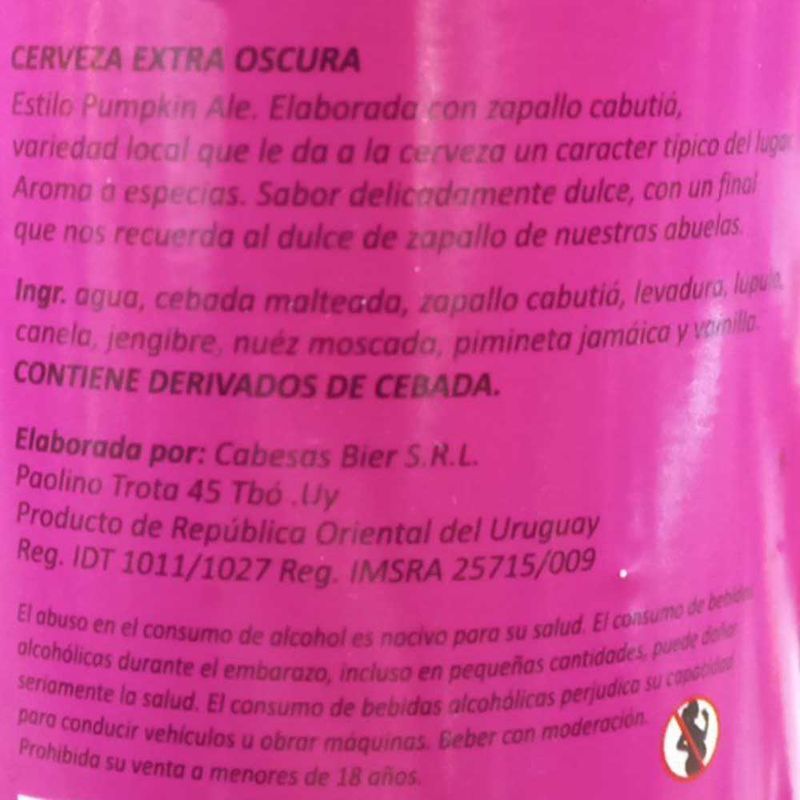 CERVEZA EXTRA OSCURA
Estilo Pumpkin Ale. Elaborada con zapallo cabutiá,
variedad local que le da a la cerveza un caracter típico del lugar.
Aroma a especias. Sabor delicadamente dulce, con un final
que nos recuerda al dulce de zapallo de nuestras abuelas.
Ingr. agua, cebada malteada, zapallo cabutiá, levadura, lupulo,
canela, jengibre, nuéz moscada, pimineta jamáica y vainilla.
CONTIENE DERIVADOS DE CEBADA.
Elaborada por: Cabesas Bier S.R.L.
Paolino Trota 45 Tbó .Uy
Producto de República Oriental del Uruguay
Reg. IDT 1011/1027 Reg. IMSRA 25715/009
El abuso en el consumo de alcohol es nocivo para su salud. El consumo de bebidas
alcohólicas durante el embarazo, incluso en pequeñas cantidades, puede dañar
seriamente la salud. El consumo de bebidas alcohólicas perjudica su capacidad
para conducir vehículos u obrar máquinas. Beber con moderación.
Prohibida su venta a menores de 18 años.